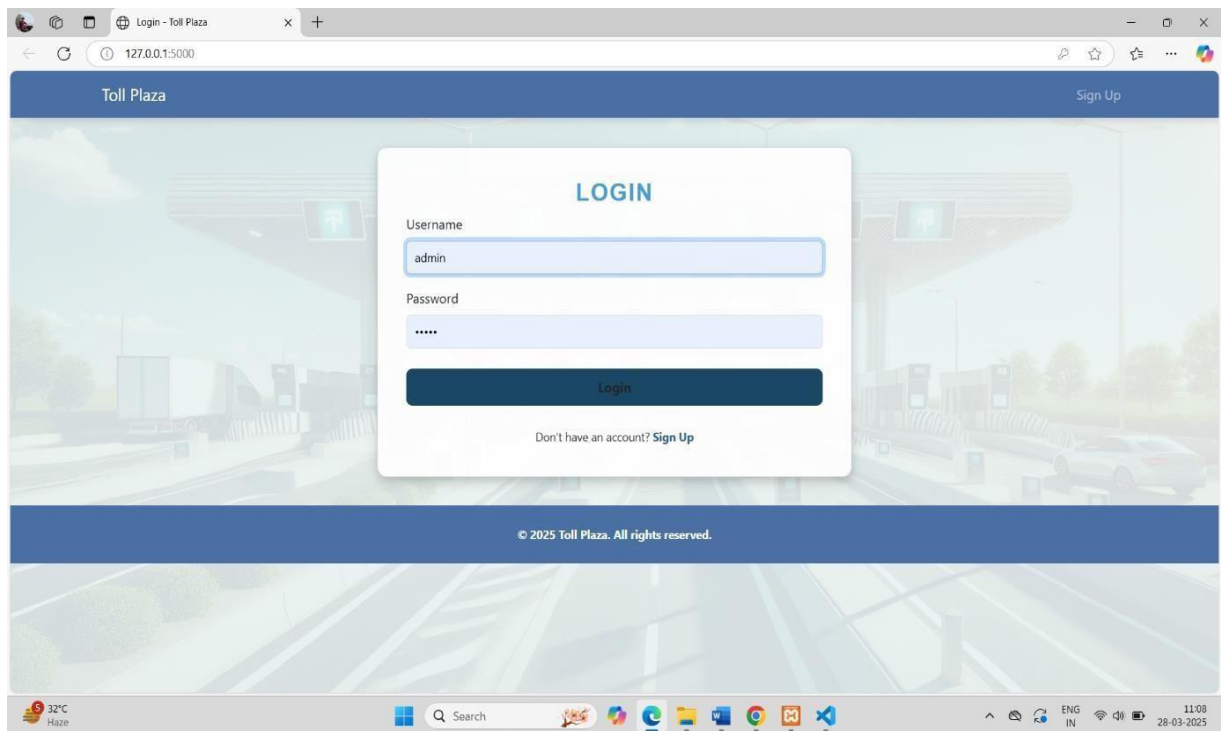 Login - Toll Plaza
127.0.0.1:5000
Toll Plaza
Sign Up
LOGIN
Username
admin
Password
•••••
Login
Don't have an account? Sign Up
© 2025 Toll Plaza. All rights reserved.
5
32°C
Haze
Search
ENG
IN
11:08
28-03-2025